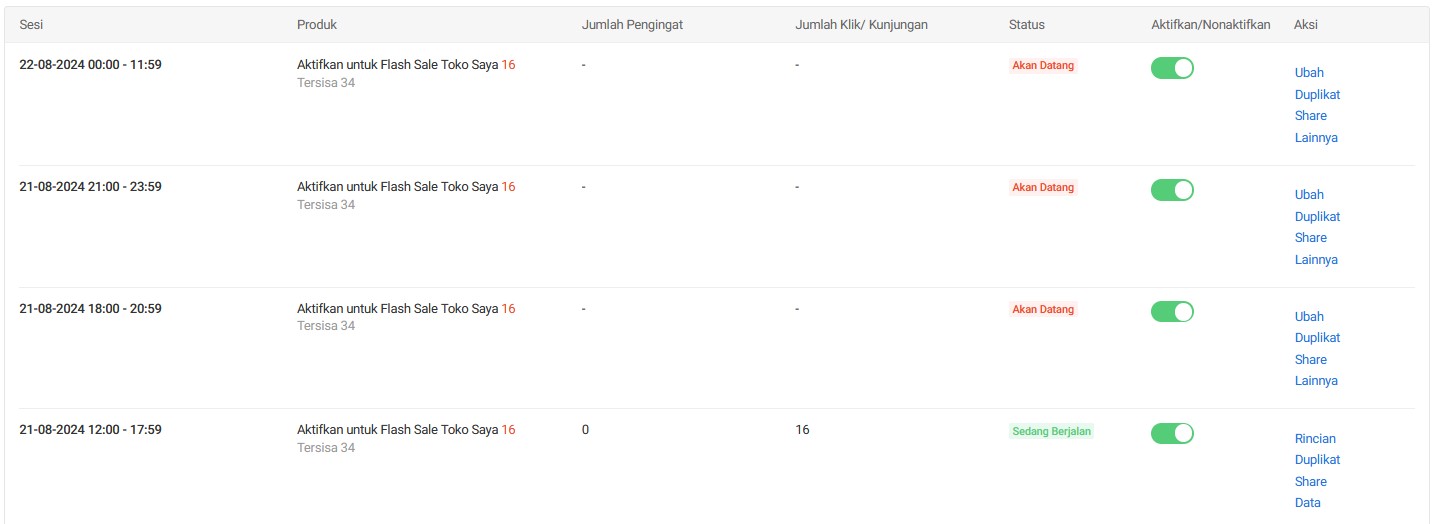 Sesi Produk Jumlah Pengingat Jumlah Klik/ Kunjungan Status Aktifkan/Nonaktifkan Aksi
22-08-2024 00:00 - 11:59 Aktifkan untuk Flash Sale Toko Saya 16 - - Akan Datang
Tersisa 34
Ubah
Duplikat
Share
Lainnya
21-08-2024 21:00 - 23:59 Aktifkan untuk Flash Sale Toko Saya 16 - - Akan Datang
Tersisa 34
Ubah
Duplikat
Share
Lainnya
21-08-2024 18:00 - 20:59 Aktifkan untuk Flash Sale Toko Saya 16 - - Akan Datang
Tersisa 34
Ubah
Duplikat
Share
Lainnya
21-08-2024 12:00 - 17:59 Aktifkan untuk Flash Sale Toko Saya 16 0 16 Sedang Berjalan
Tersisa 34
Rincian
Duplikat
Share
Data